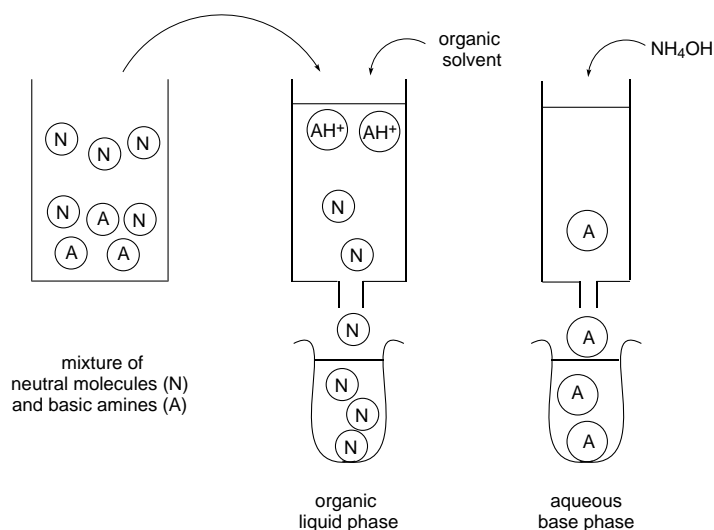 organic
solvent
NH₄OH
AH⁺
AH⁺
N
N
N
N
A
N
A
A
N
N
A
N
A
N
N
N
A
A
mixture of
neutral molecules (N)
and basic amines (A)
organic
liquid phase
aqueous
base phase